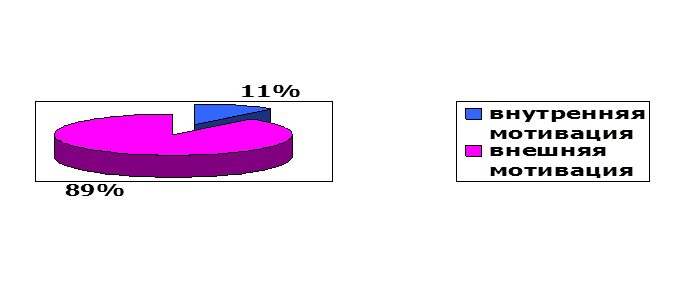 11%
89%
внутренняя
мотивация
внешняя
мотивация